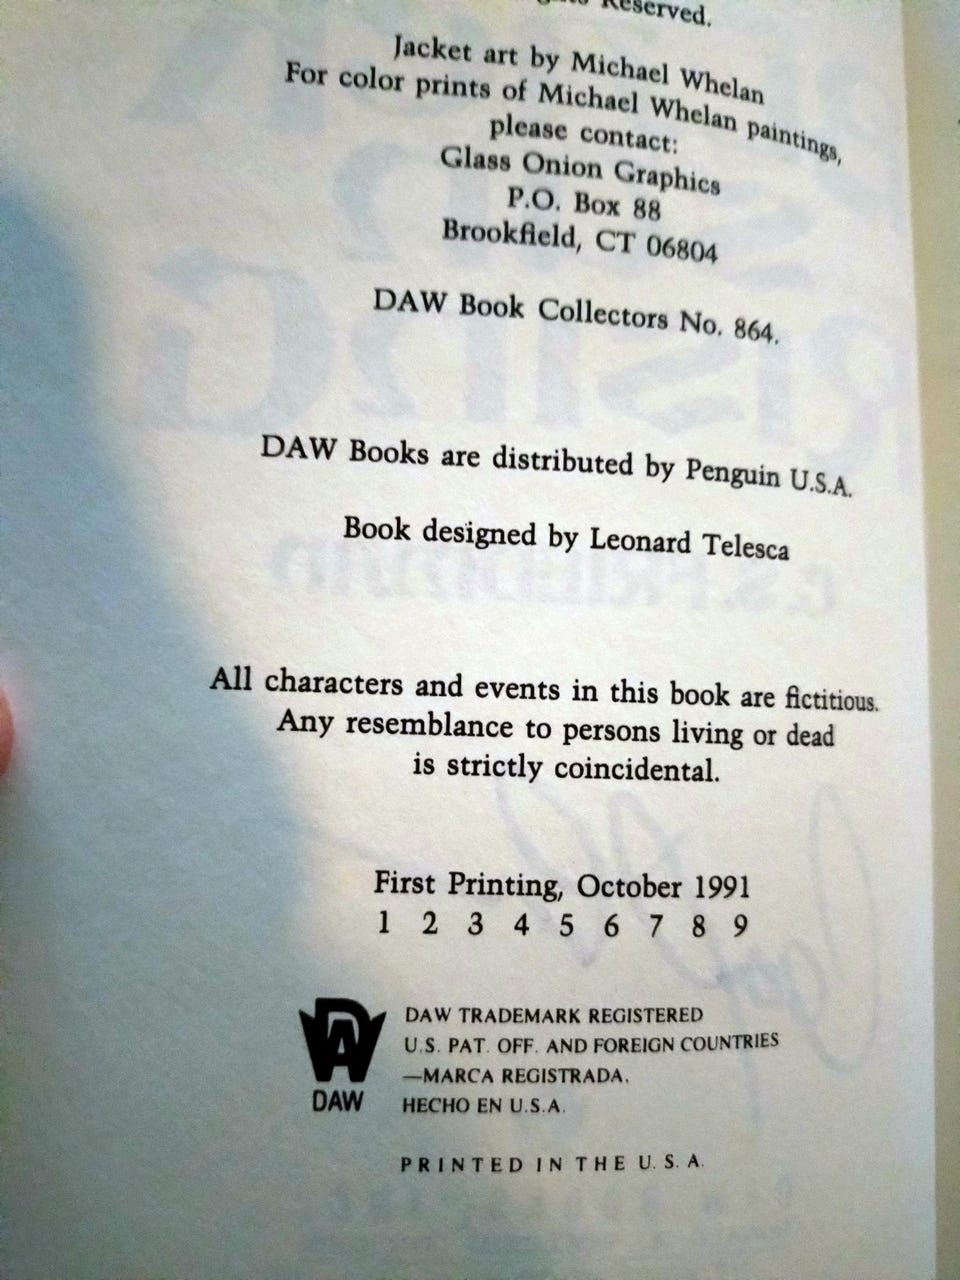 Reserved.
Jacket art by Michael Whelan
For color prints of Michael Whelan paintings,
please contact:
Glass Onion Graphics
P.O. Box 88
Brookfield, CT 06804
DAW Book Collectors No. 864.
DAW Books are distributed by Penguin U.S.A.
Book designed by Leonard Telesca
All characters and events in this book are fictitious.
Any resemblance to persons living or dead
is strictly coincidental.
First Printing, October 1991
1 2 3 4 5 6 7 8 9
DAW TRADEMARK REGISTERED
U.S. PAT. OFF. AND FOREIGN COUNTRIES
—MARCA REGISTRADA.
HECHO EN U.S.A.
DAW
DAW
PRINTED IN THE U.S.A.